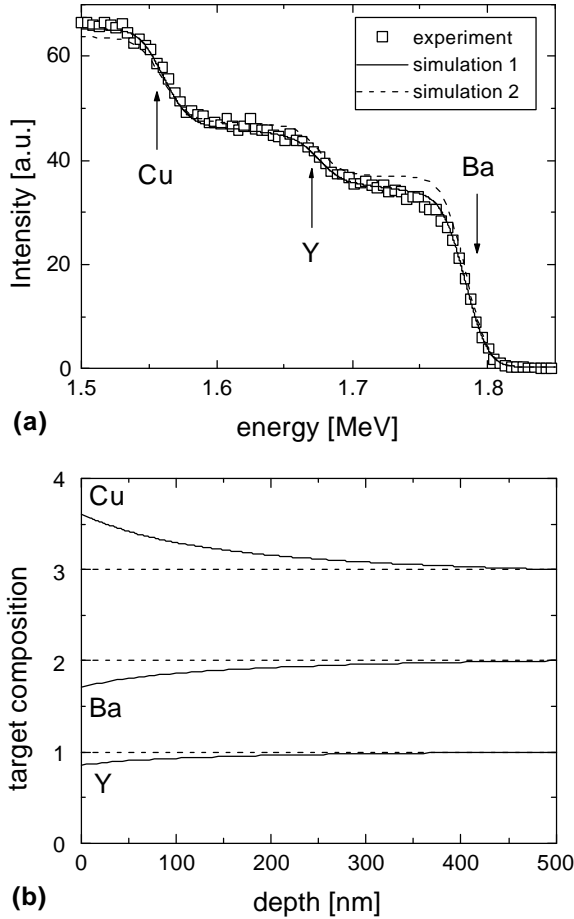 60
40
20
0
Intensity [a.u.]
experiment
simulation 1
simulation 2
Cu
Y
Ba
1.5
1.6
1.7
1.8
(a)
energy [MeV]
4
3
2
1
0
target composition
Cu
Ba
Y
0
100
200
300
400
500
(b)
depth [nm]